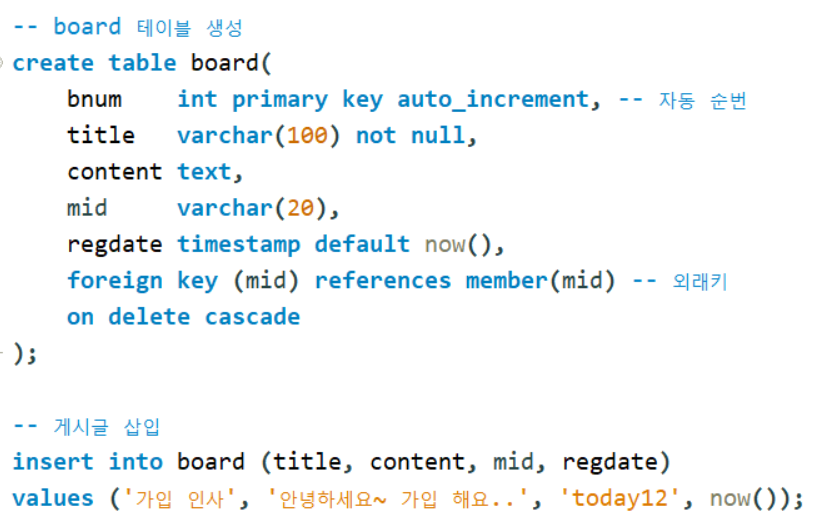 -- board 테이블 생성
create table board(
    bnum    int primary key auto_increment, -- 자동 순번
    title   varchar(100) not null,
    content text,
    mid     varchar(20),
    regdate timestamp default now(),
    foreign key (mid) references member(mid) -- 외래키
    on delete cascade
);
-- 게시글 삽입
insert into board (title, content, mid, regdate)
values ('가입 인사', '안녕하세요~ 가입 해요..', 'today12', now());